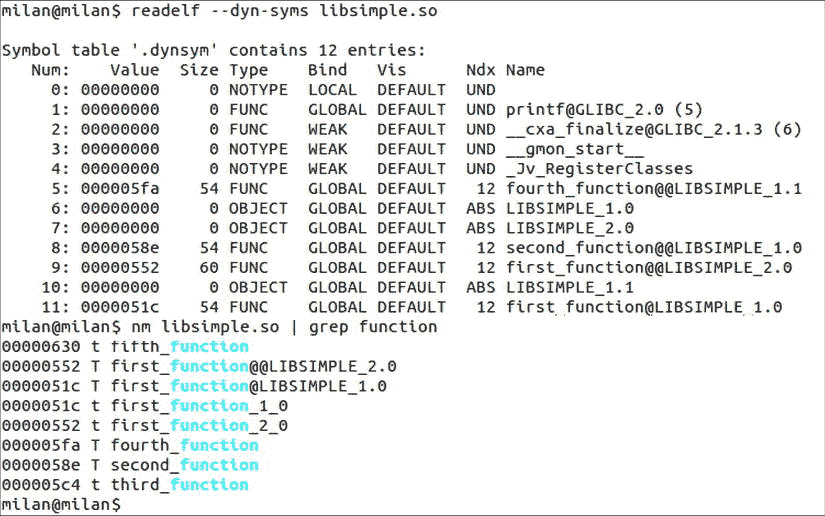 milan@milan$ readelf --dyn-syms libsimple.so
Symbol table '.dynsym' contains 12 entries:
Num: Value Size Type Bind Vis Ndx Name
0: 00000000 0 NOTYPE LOCAL DEFAULT UND
1: 00000000 0 FUNC GLOBAL DEFAULT UND printf@GLIBC_2.0 (5)
2: 00000000 0 FUNC WEAK DEFAULT UND __cxa_finalize@GLIBC_2.1.3 (6)
3: 00000000 0 NOTYPE WEAK DEFAULT UND __gmon_start__
4: 00000000 0 NOTYPE WEAK DEFAULT UND _Jv_RegisterClasses
5: 000005fa 54 FUNC GLOBAL DEFAULT 12 fourth_function@@LIBSIMPLE_1.1
6: 00000000 0 OBJECT GLOBAL DEFAULT ABS LIBSIMPLE_1.0
7: 00000000 0 OBJECT GLOBAL DEFAULT ABS LIBSIMPLE_2.0
8: 0000058e 54 FUNC GLOBAL DEFAULT 12 second_function@@LIBSIMPLE_1.0
9: 00000552 60 FUNC GLOBAL DEFAULT 12 first_function@@LIBSIMPLE_2.0
10: 00000000 0 OBJECT GLOBAL DEFAULT ABS LIBSIMPLE_1.1
11: 0000051c 54 FUNC GLOBAL DEFAULT 12 first_function@LIBSIMPLE_1.0
milan@milan$ nm libsimple.so | grep function
00000630 t fifth_function
00000552 T first_function@@LIBSIMPLE_2.0
0000051c T first_function@LIBSIMPLE_1.0
0000051c t first_function_1_0
00000552 t first_function_2_0
000005fa T fourth_function
0000058e T second_function
000005c4 t third_function
milan@milan$